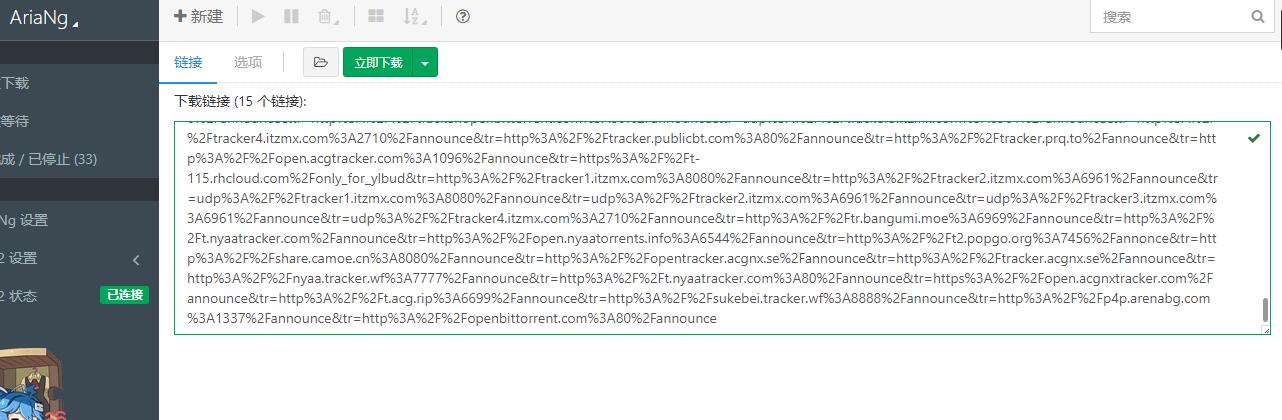 AriaNg
新建
搜索
链接
选项
立即下载
下载
等待
成 / 已停止 (33)
Ng 设置
2 设置
2 状态
已连接
下载链接 (15 个链接):
%2Ftracker4.itzmx.com%3A2710%2Fannounce&tr=http%3A%2F%2Ftracker.publicbt.com%3A80%2Fannounce&tr=http%3A%2F%2Ftracker.prq.to%2Fannounce&tr=htt
p%3A%2F%2Fopen.acgtracker.com%3A1096%2Fannounce&tr=https%3A%2F%2Ft-
115.rhcloud.com%2Fonly_for_ylbud&tr=http%3A%2F%2Ftracker1.itzmx.com%3A8080%2Fannounce&tr=http%3A%2F%2Ftracker2.itzmx.com%3A6961%2Fannounce&tr
=udp%3A%2F%2Ftracker1.itzmx.com%3A8080%2Fannounce&tr=udp%3A%2F%2Ftracker2.itzmx.com%3A6961%2Fannounce&tr=udp%3A%2F%2Ftracker3.itzmx.com%
3A6961%2Fannounce&tr=udp%3A%2F%2Ftracker4.itzmx.com%3A2710%2Fannounce&tr=http%3A%2F%2Ftr.bangumi.moe%3A6969%2Fannounce&tr=http%3A%2F%
2Ft.nyaatracker.com%2Fannounce&tr=http%3A%2F%2Fopen.nyaatorrents.info%3A6544%2Fannounce&tr=http%3A%2F%2Ft2.popgo.org%3A7456%2Fannonce&tr=htt
p%3A%2F%2Fshare.camoe.cn%3A8080%2Fannounce&tr=http%3A%2F%2Fopentracker.acgnx.se%2Fannounce&tr=http%3A%2F%2Ftracker.acgnx.se%2Fannounce&tr=
http%3A%2F%2Fnyaa.tracker.wf%3A7777%2Fannounce&tr=http%3A%2F%2Ft.nyaatracker.com%3A80%2Fannounce&tr=https%3A%2F%2Fopen.acgnxtracker.com%2F
announce&tr=http%3A%2F%2Ft.acg.rip%3A6699%2Fannounce&tr=http%3A%2F%2Fsukebei.tracker.wf%3A8888%2Fannounce&tr=http%3A%2F%2Fp4p.arenabg.com
%3A1337%2Fannounce&tr=http%3A%2F%2Fopenbittorrent.com%3A80%2Fannounce